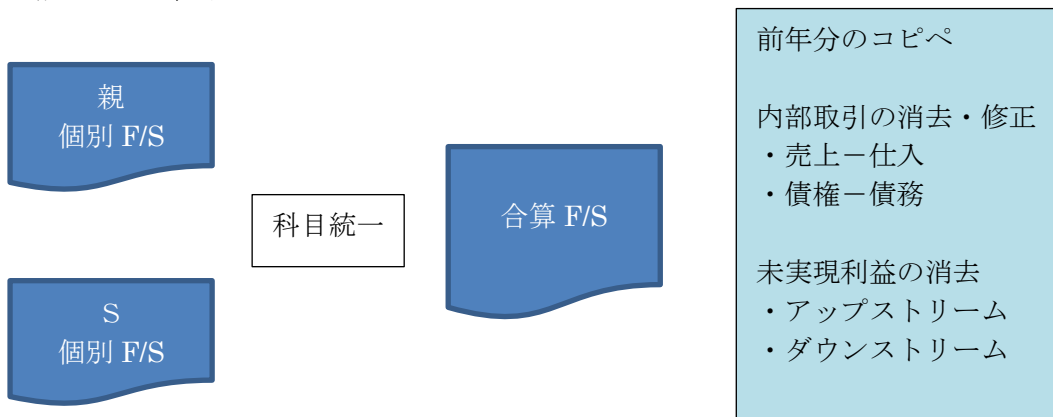 親
個別 F/S
S
個別 F/S
科目統一
合算 F/S
前年分のコピペ
内部取引の消去・修正
・売上－仕入
・債権－債務
未実現利益の消去
・アップストリーム
・ダウンストリーム